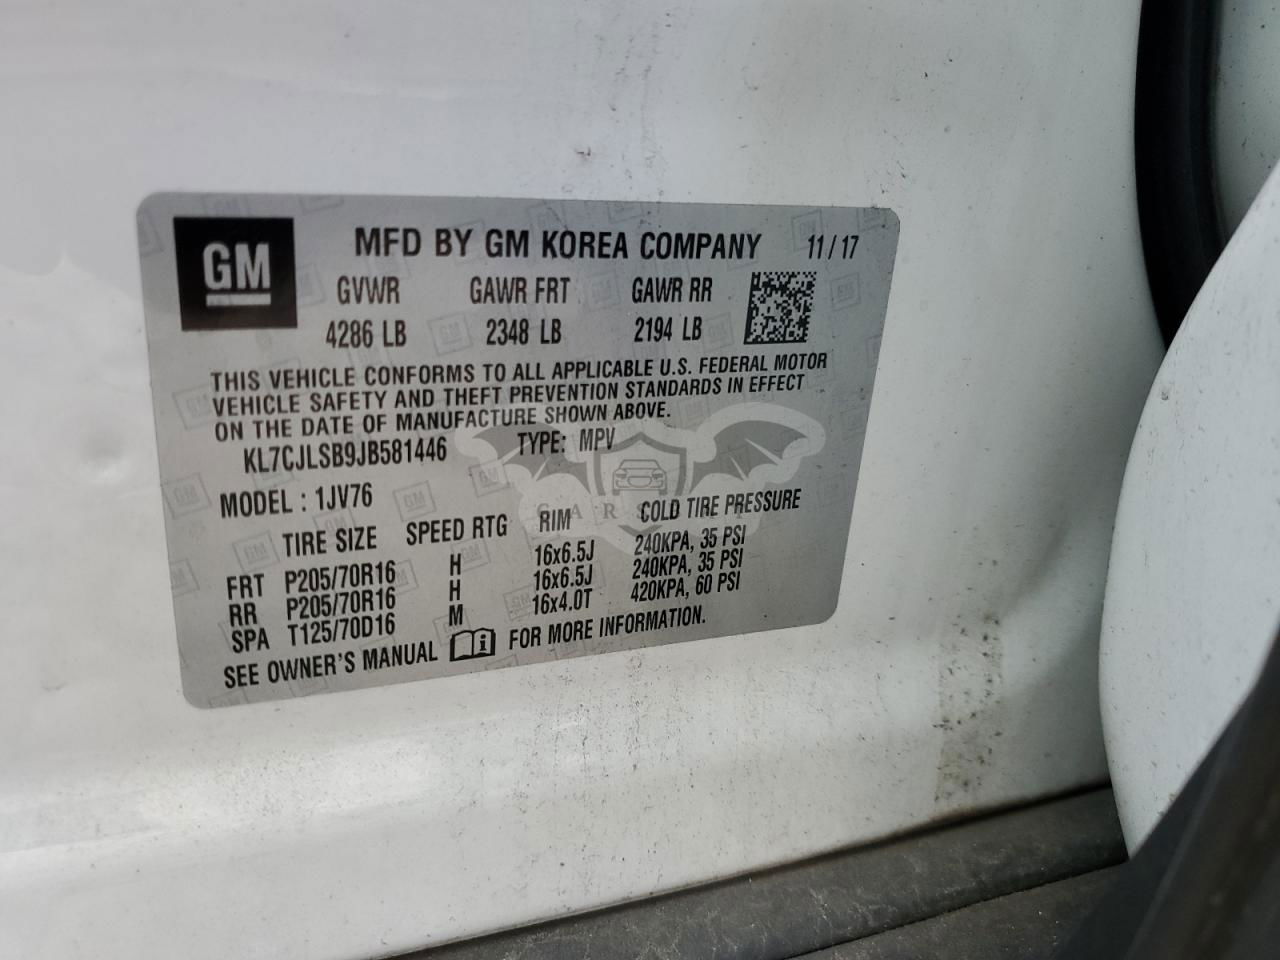 GM
MFD BY GM KOREA COMPANY 11/17
GVWR GAWR FRT GAWR RR
4286 LB 2348 LB 2194 LB
THIS VEHICLE CONFORMS TO ALL APPLICABLE U.S. FEDERAL MOTOR
VEHICLE SAFETY AND THEFT PREVENTION STANDARDS IN EFFECT
ON THE DATE OF MANUFACTURE SHOWN ABOVE.
KL7CJLSB9JB581446 TYPE: MPV
MODEL : 1JV76
TIRE SIZE SPEED RTG RIM COLD TIRE PRESSURE
FRT P205/70R16 H 16x6.5J 240KPA, 35 PSI
RR P205/70R16 H 16x6.5J 240KPA, 35 PSI
SPA T125/70D16 M 16x4.0T 420KPA, 60 PSI
SEE OWNER'S MANUAL FOR MORE INFORMATION.